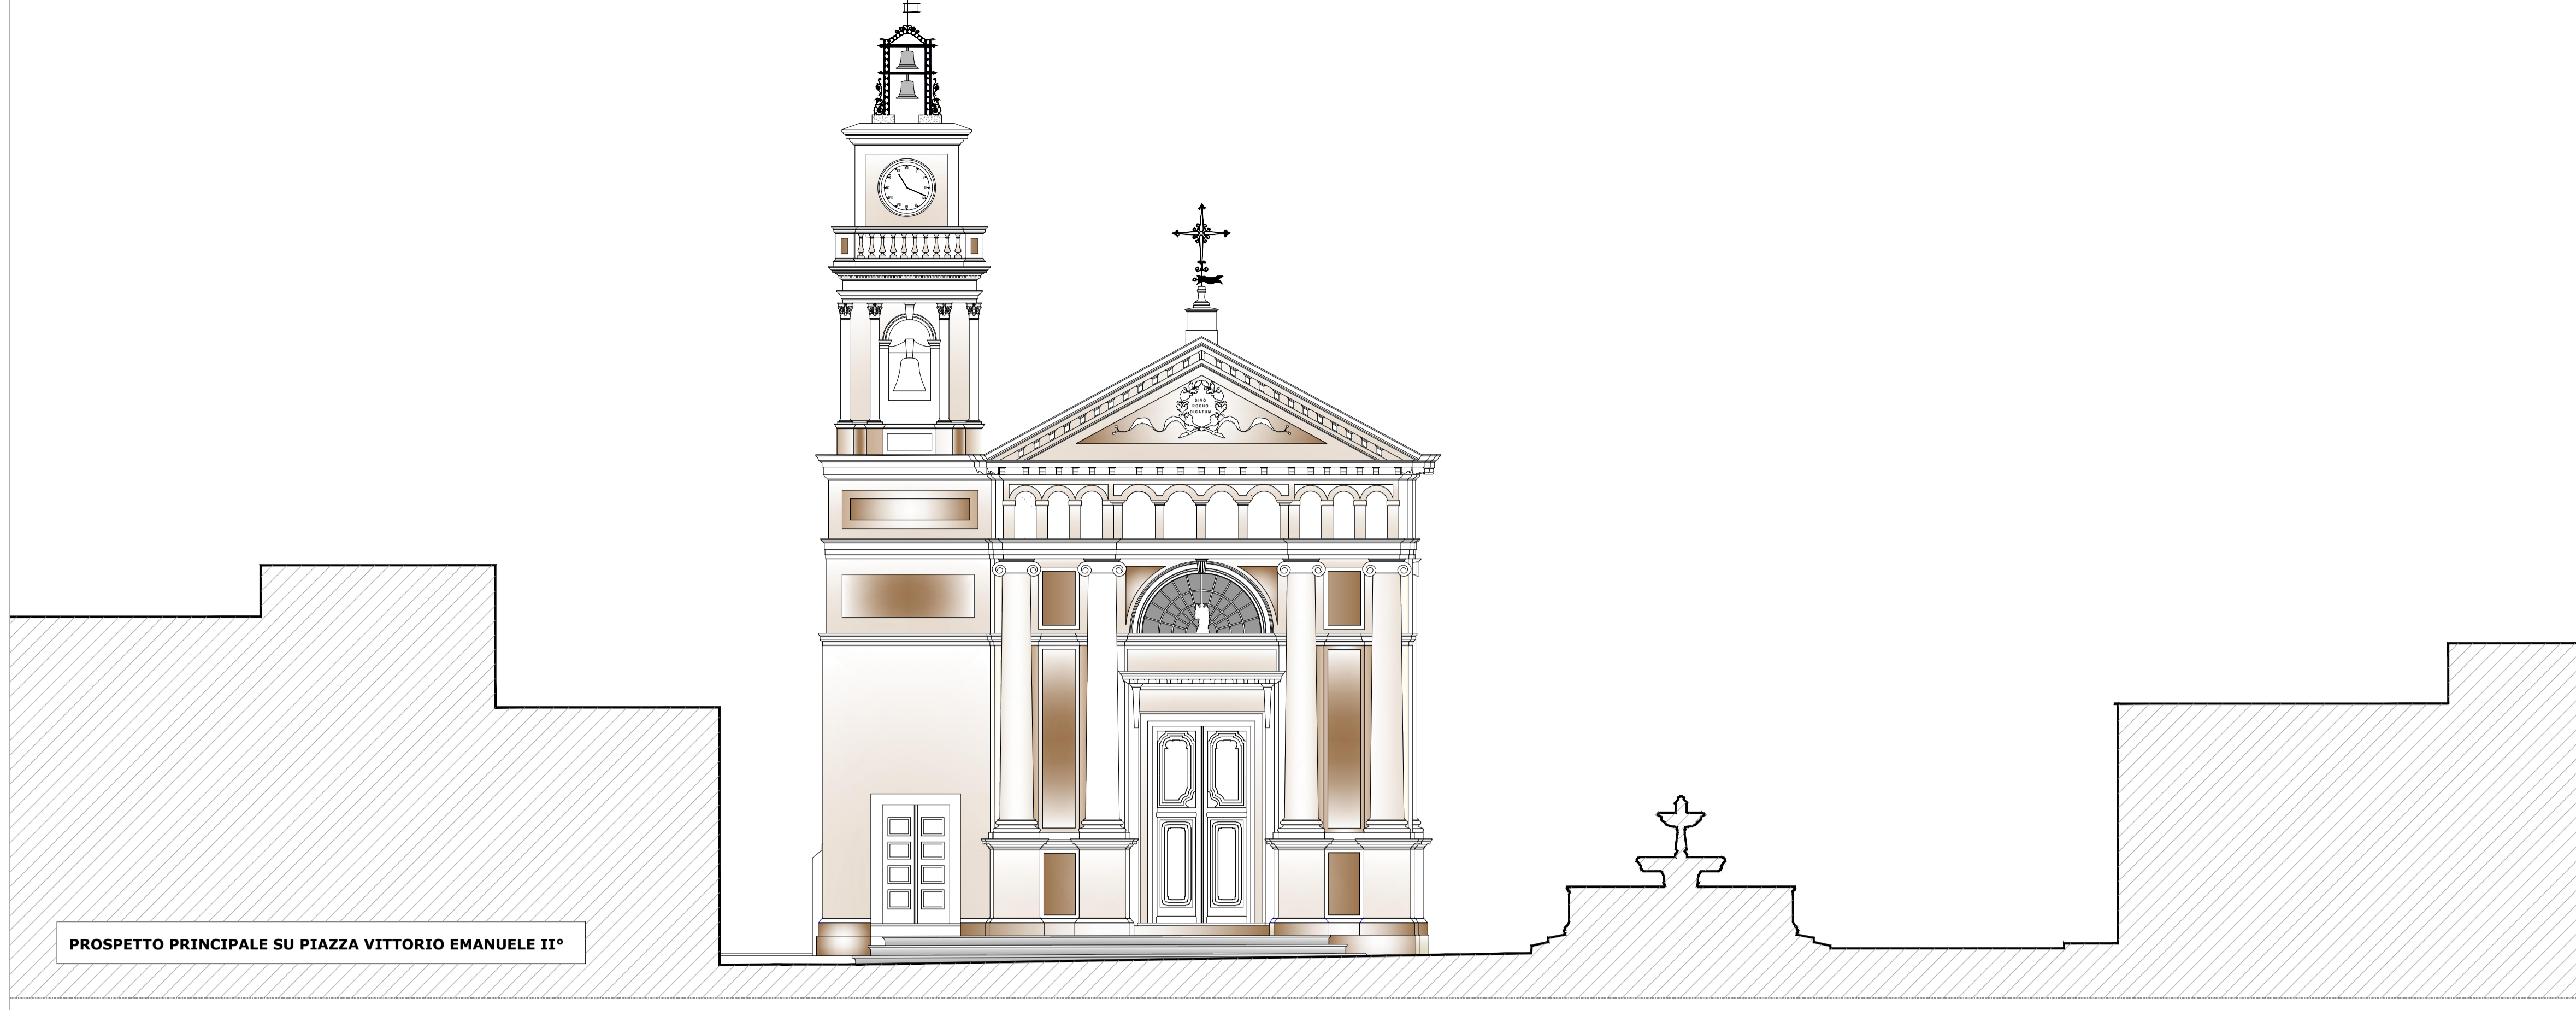 DIVO
ROCHO
DICATUM
PROSPETTO PRINCIPALE SU PIAZZA VITTORIO EMANUELE II°